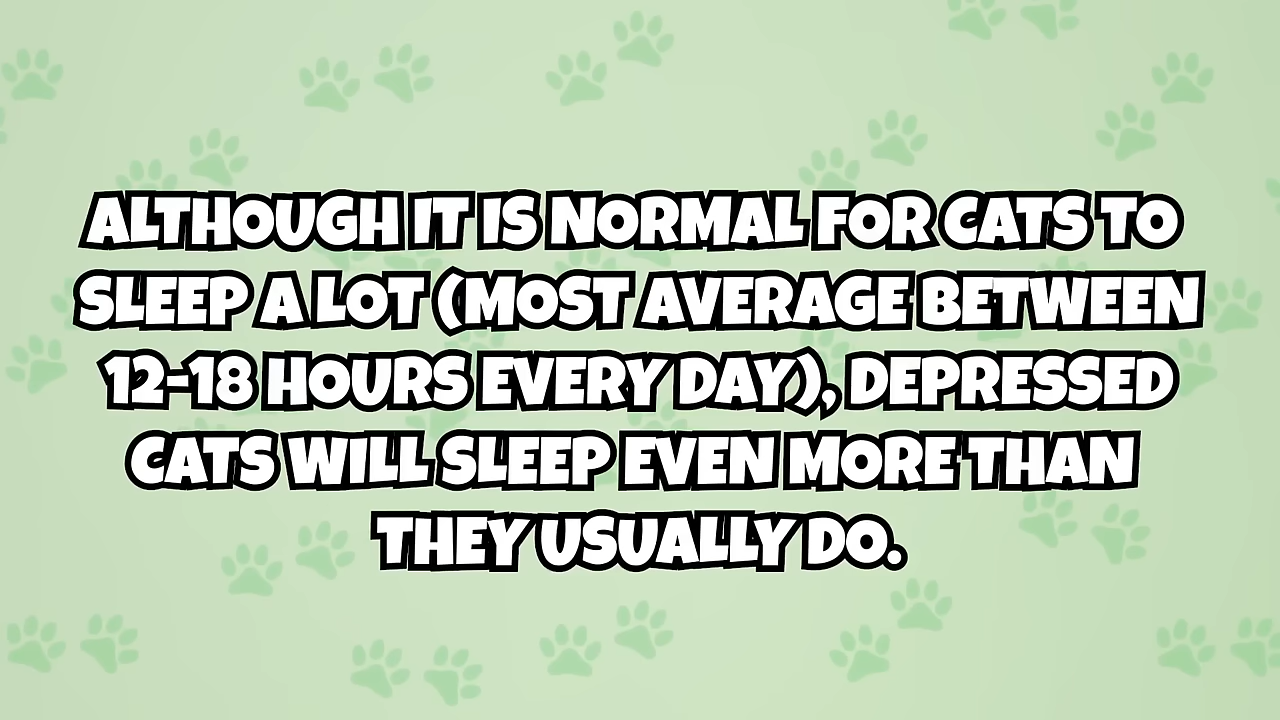 ALTHOUGH IT IS NORMAL FOR CATS TO
SLEEP A LOT (MOST AVERAGE BETWEEN
12-18 HOURS EVERY DAY), DEPRESSED
CATS WILL SLEEP EVEN MORE THAN
THEY USUALLY DO.